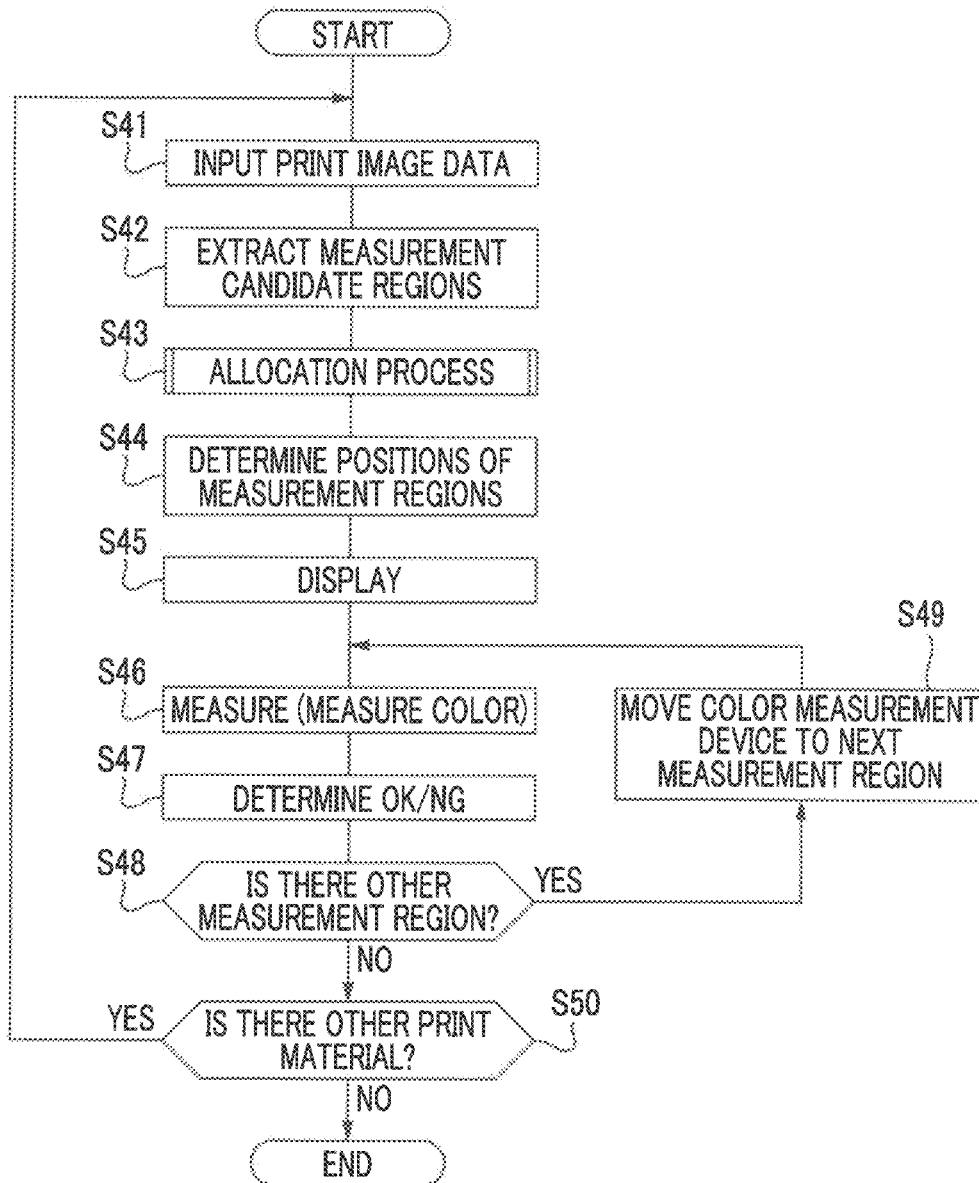 START
S41
INPUT PRINT IMAGE DATA
S42
EXTRACT MEASUREMENT
CANDIDATE REGIONS
S43
ALLOCATION PROCESS
S44
DETERMINE POSITIONS OF
MEASUREMENT REGIONS
S45
DISPLAY
S49
MOVE COLOR MEASUREMENT
DEVICE TO NEXT
MEASUREMENT REGION
S46
MEASURE (MEASURE COLOR)
S47
DETERMINE OK/NG
S48
IS THERE OTHER
MEASUREMENT REGION?
YES
NO
YES
IS THERE OTHER PRINT
MATERIAL?
S50
NO
END